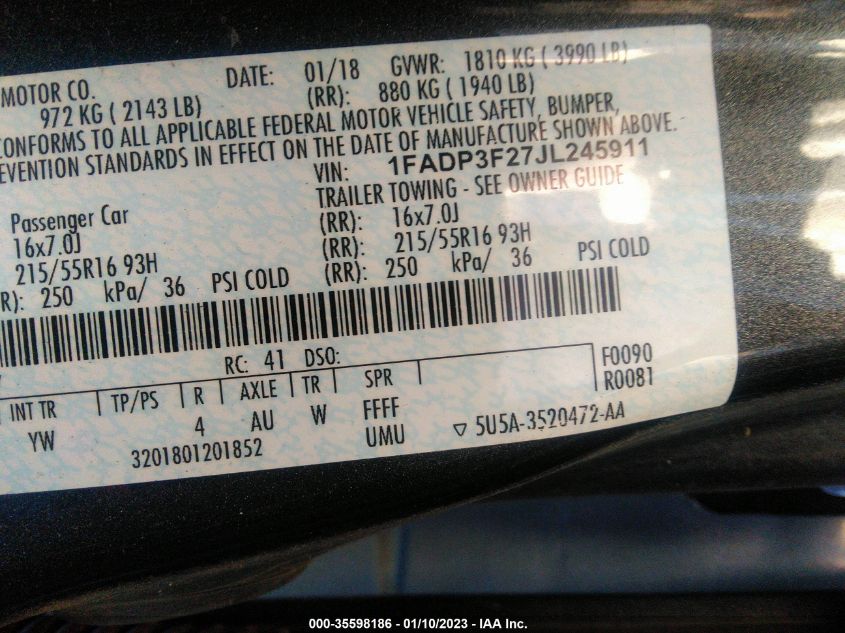 MOTOR CO. DATE: 01/18 GVWR: 1810 KG ( 3990 LB)
972 KG ( 2143 LB) (RR): 880 KG ( 1940 LB)
CONFORMS TO ALL APPLICABLE FEDERAL MOTOR VEHICLE SAFETY, BUMPER,
EVENTION STANDARDS IN EFFECT ON THE DATE OF MANUFACTURE SHOWN ABOVE.
VIN: 1FADP3F27JL245911
TRAILER TOWING - SEE OWNER GUIDE
Passenger Car (RR): 16x7.0J
16x7.0J (RR): 215/55R16 93H
215/55R16 93H (RR): 250 kPa/ 36 PSI COLD
R): 250 kPa/ 36 PSI COLD
RC: 41 DSO:
INT TR TP/PS R AXLE TR SPR F0090
YW 4 AU W FFFF R0081
UMU
3201801201852 5U5A-3520472-AA
000-35598186 - 01/10/2023 - IAA Inc.